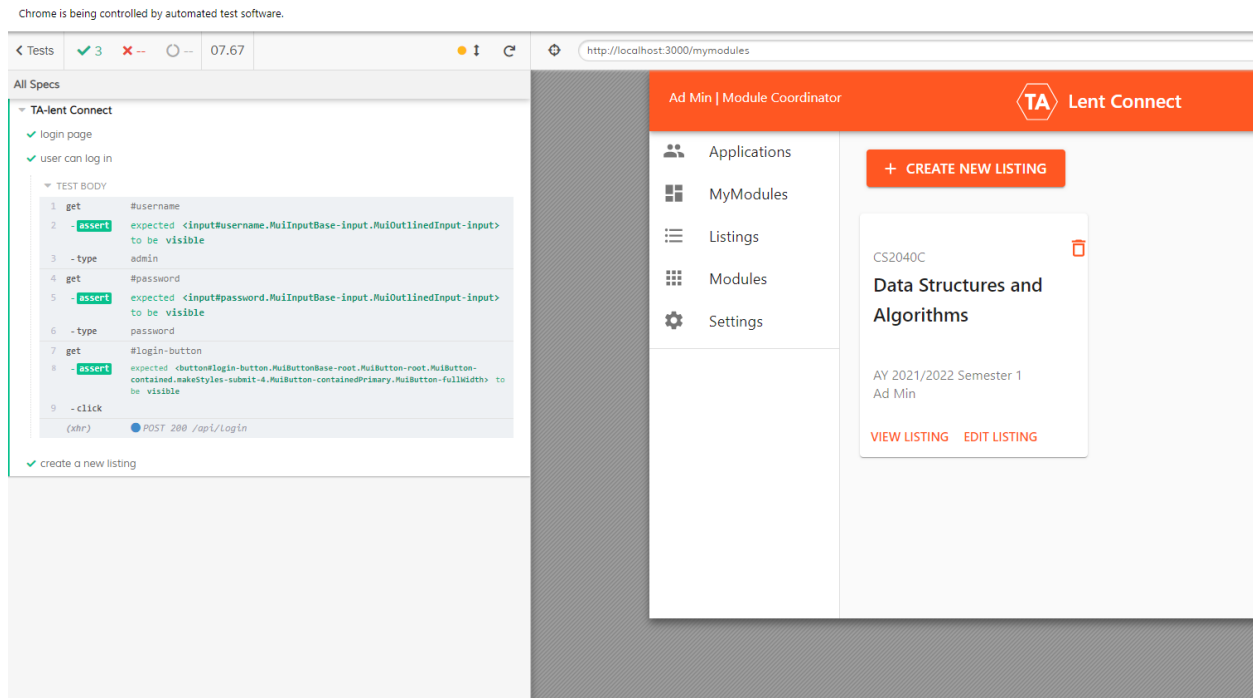 Chrome is being controlled by automated test software.
Tests 3 -- -- 07.67
http://localhost:3000/mymodules
All Specs
TA-lent Connect
login page
user can log in
TEST BODY
1 get #username
2 -assert expected <input#username.MuiInputBase-input.MuiOutlinedInput-input>
to be visible
3 -type admin
4 get #password
5 -assert expected <input#password.MuiInputBase-input.MuiOutlinedInput-input>
to be visible
6 -type password
7 get #login-button
8 -assert expected <button#login-button.MuiButtonBase-root.MuiButton-root.MuiButton-
contained.makeStyles-submit-4.MuiButton-containedPrimary.MuiButton-fullWidth> to
be visible
9 -click
(xhr) POST 200 /api/Login
create a new listing
Ad Min | Module Coordinator
TA Lent Connect
Applications
MyModules
Listings
Modules
Settings
+ CREATE NEW LISTING
CS2040C
Data Structures and
Algorithms
AY 2021/2022 Semester 1
Ad Min
VIEW LISTING EDIT LISTING